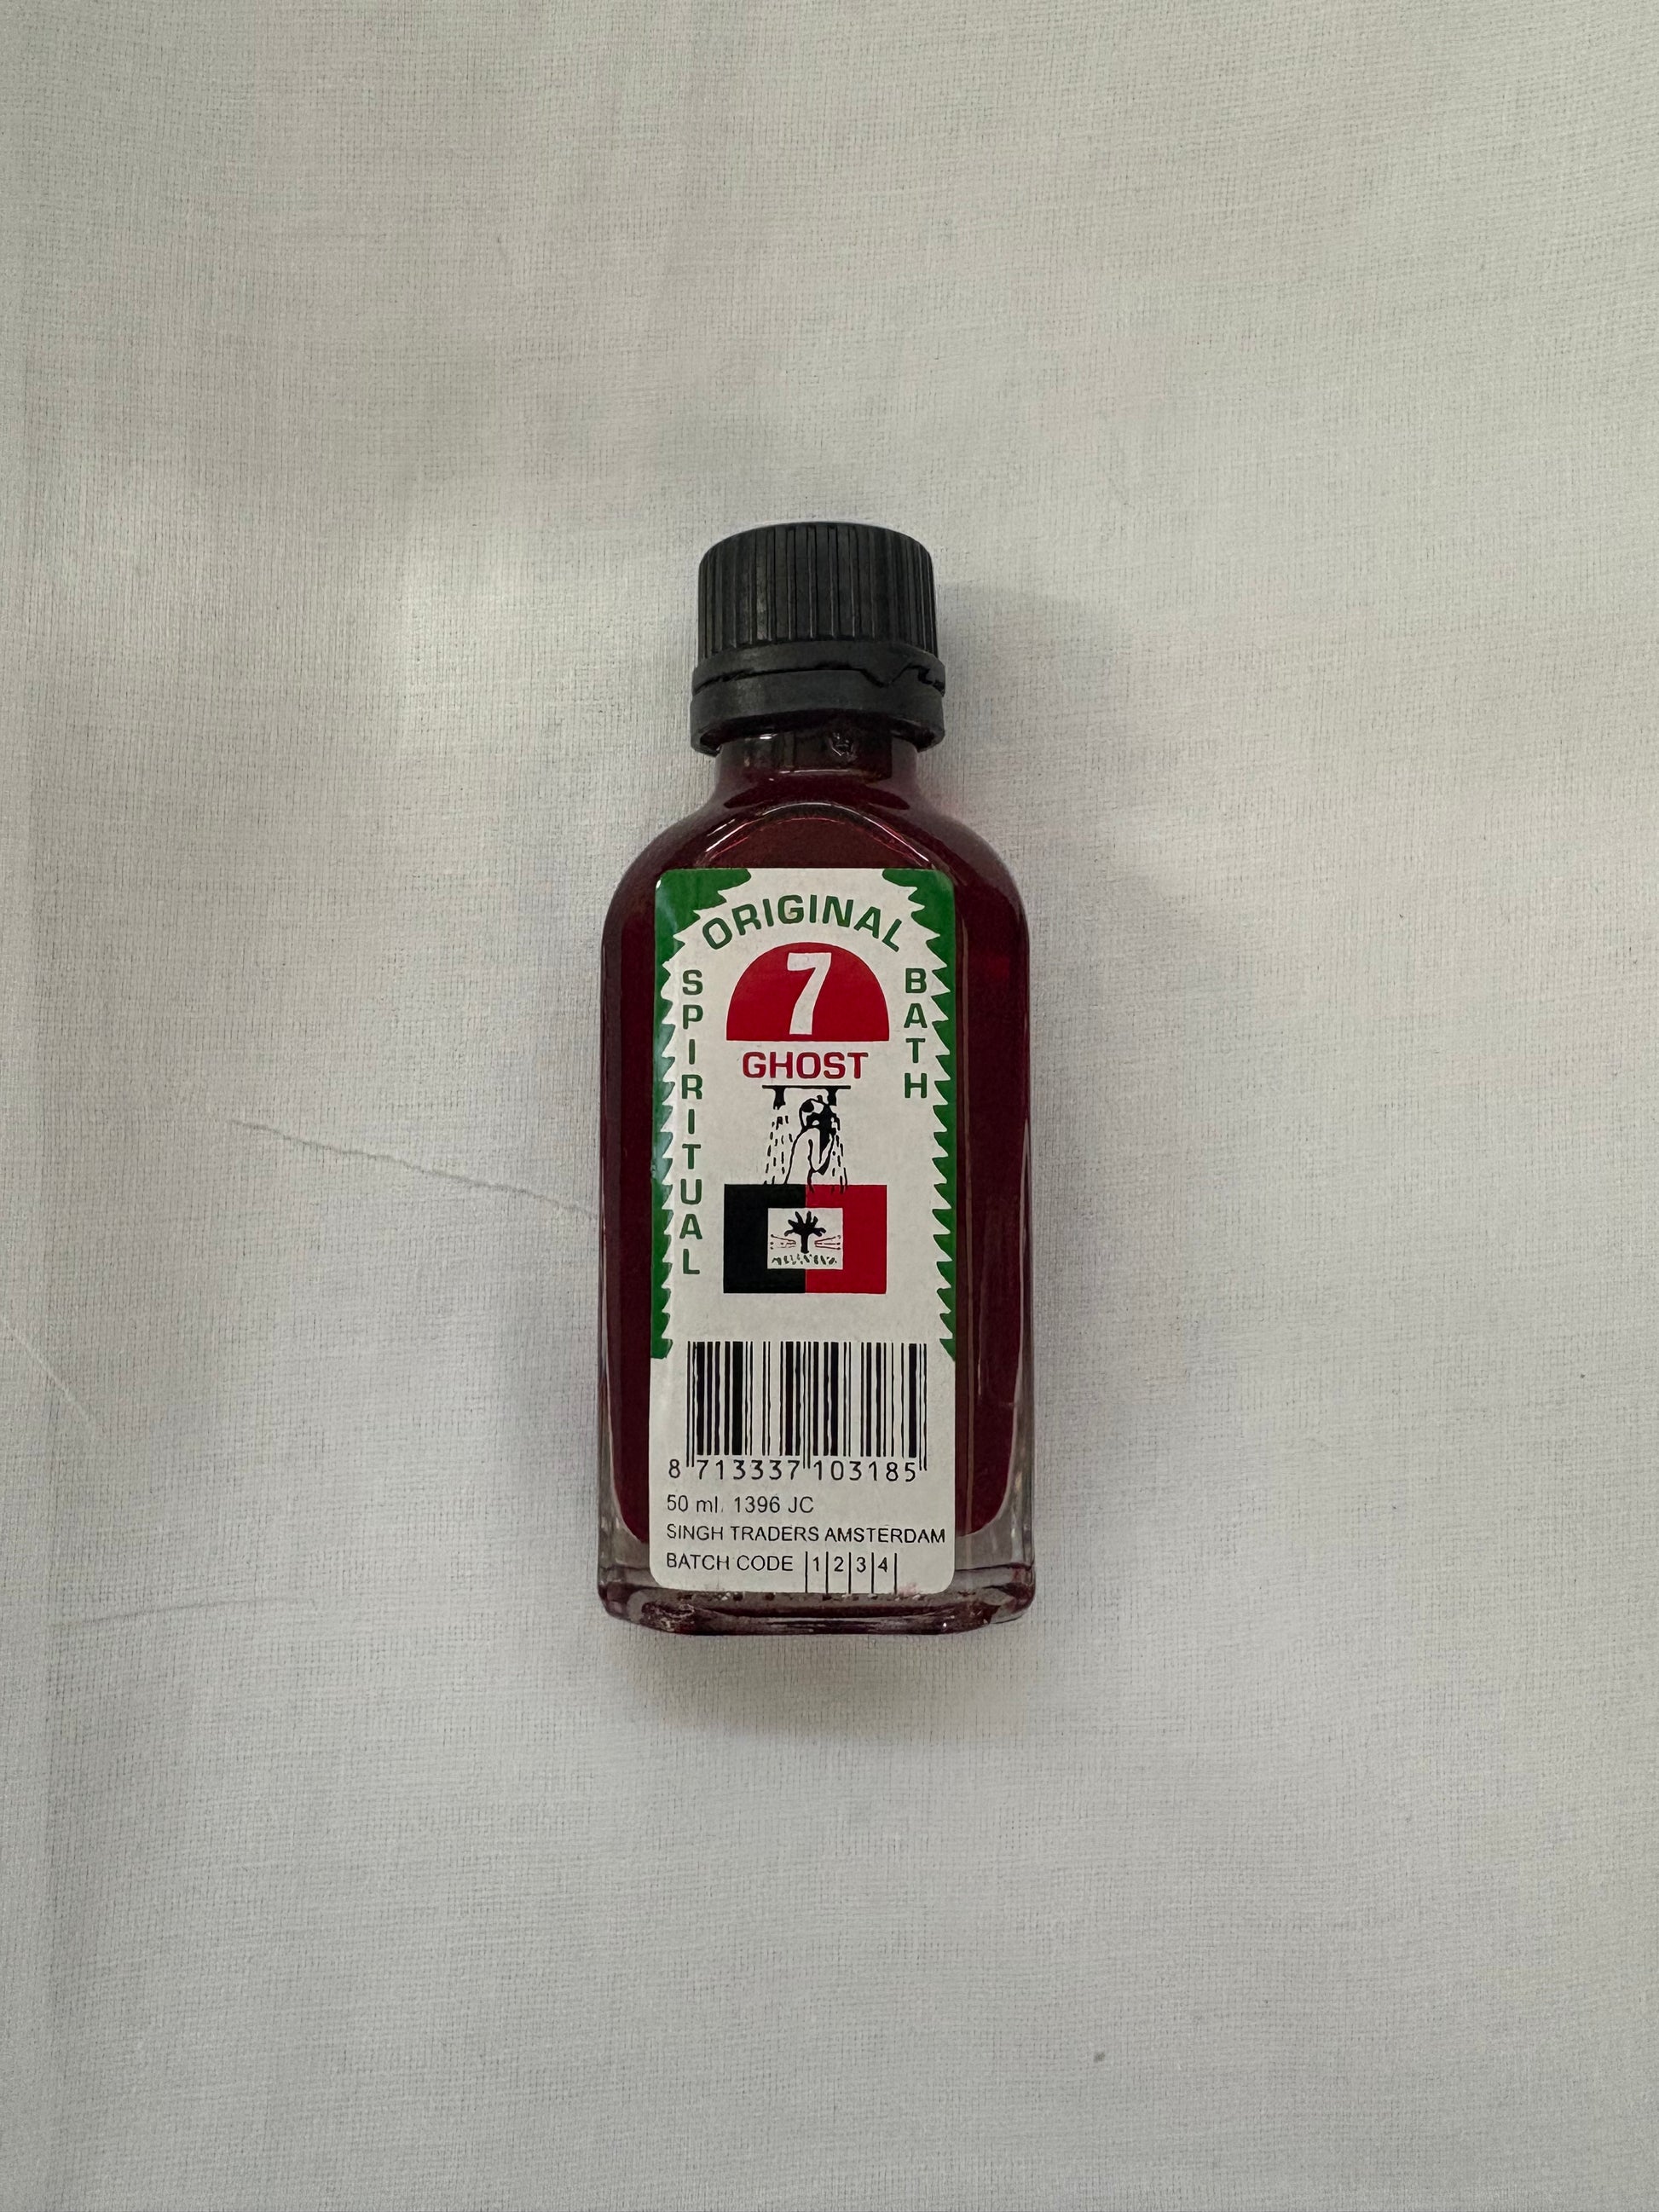 ORIGINAL
SPIRITUAL
BATH
7
GHOST
8 713337 103185
50 ml. 1396 JC
SINGH TRADERS AMSTERDAM
BATCH CODE 1 2 3 4